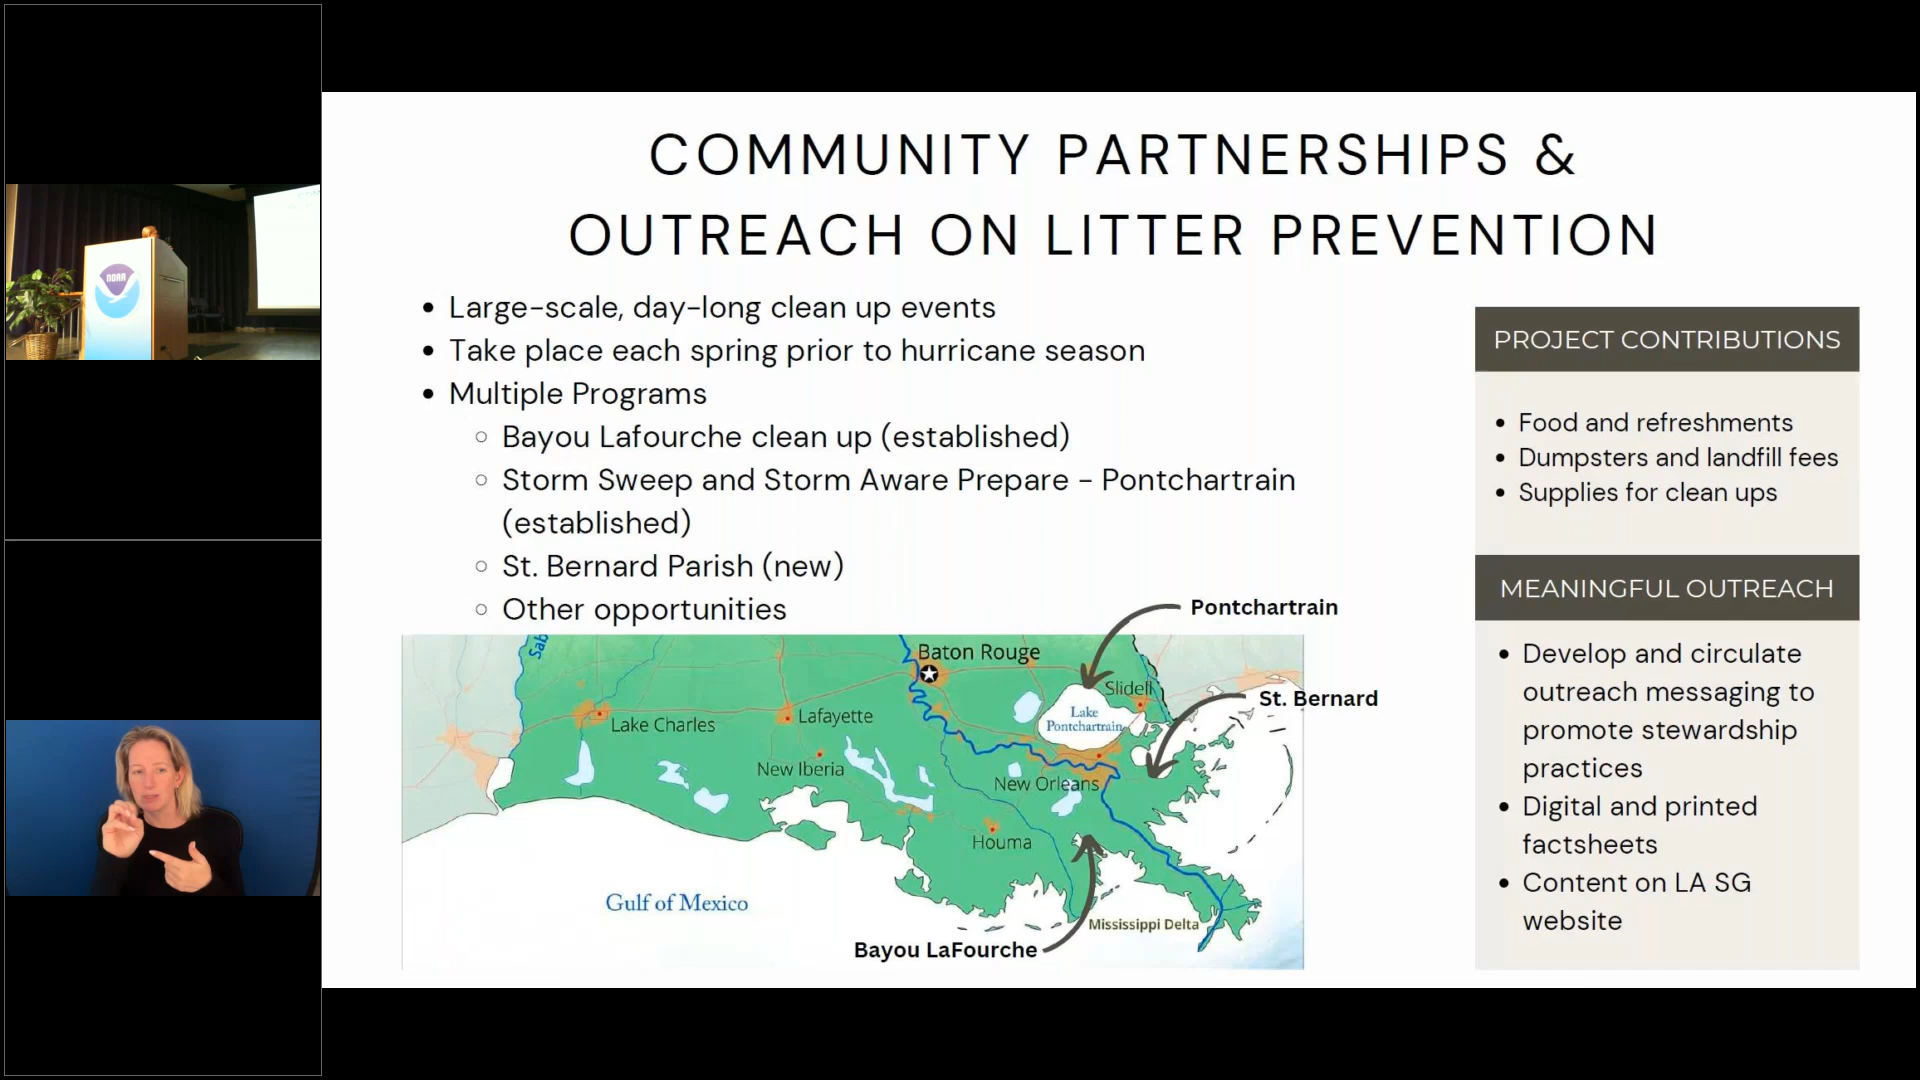 NOAA
COMMUNITY PARTNERSHIPS &
OUTREACH ON LITTER PREVENTION
• Large-scale, day-long clean up events
• Take place each spring prior to hurricane season
• Multiple Programs
○ Bayou Lafourche clean up (established)
○ Storm Sweep and Storm Aware Prepare - Pontchartrain
(established)
○ St. Bernard Parish (new)
○ Other opportunities
Pontchartrain
St. Bernard
Sab
Baton Rouge
Slidell
Lake Charles
Lafayette
Lake
Pontchartrain
New Iberia
New Orleans
Houma
Gulf of Mexico
Mississippi Delta
Bayou LaFourche
PROJECT CONTRIBUTIONS
• Food and refreshments
• Dumpsters and landfill fees
• Supplies for clean ups
MEANINGFUL OUTREACH
• Develop and circulate
outreach messaging to
promote stewardship
practices
• Digital and printed
factsheets
• Content on LA SG
website